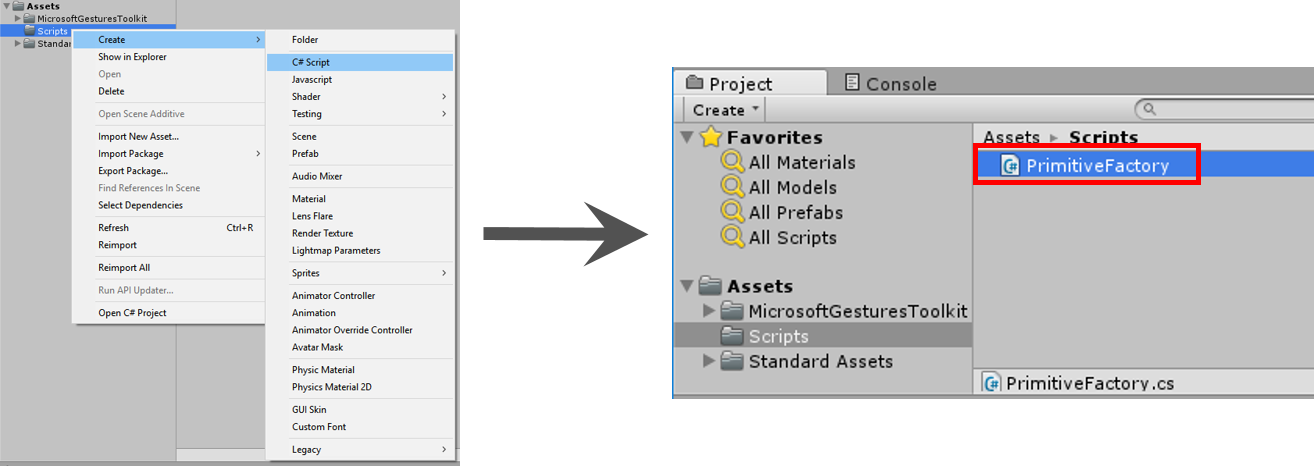 Assets
MicrosoftGesturesToolkit
Scripts
Standar
Create
Show in Explorer
Open
Delete
Open Scene Additive
Import New Asset...
Import Package
Export Package...
Find References In Scene
Select Dependencies
Refresh Ctrl+R
Reimport
Reimport All
Run API Updater...
Open C# Project
Folder
C# Script
Javascript
Shader
Testing
Scene
Prefab
Audio Mixer
Material
Lens Flare
Render Texture
Lightmap Parameters
Sprites
Animator Controller
Animation
Animator Override Controller
Avatar Mask
Physic Material
Physics Material 2D
GUI Skin
Custom Font
Legacy
Project Console
Create
Favorites
All Materials
All Models
All Prefabs
All Scripts
Assets
MicrosoftGesturesToolkit
Scripts
Standard Assets
Assets Scripts
C# PrimitiveFactory
C# PrimitiveFactory.cs